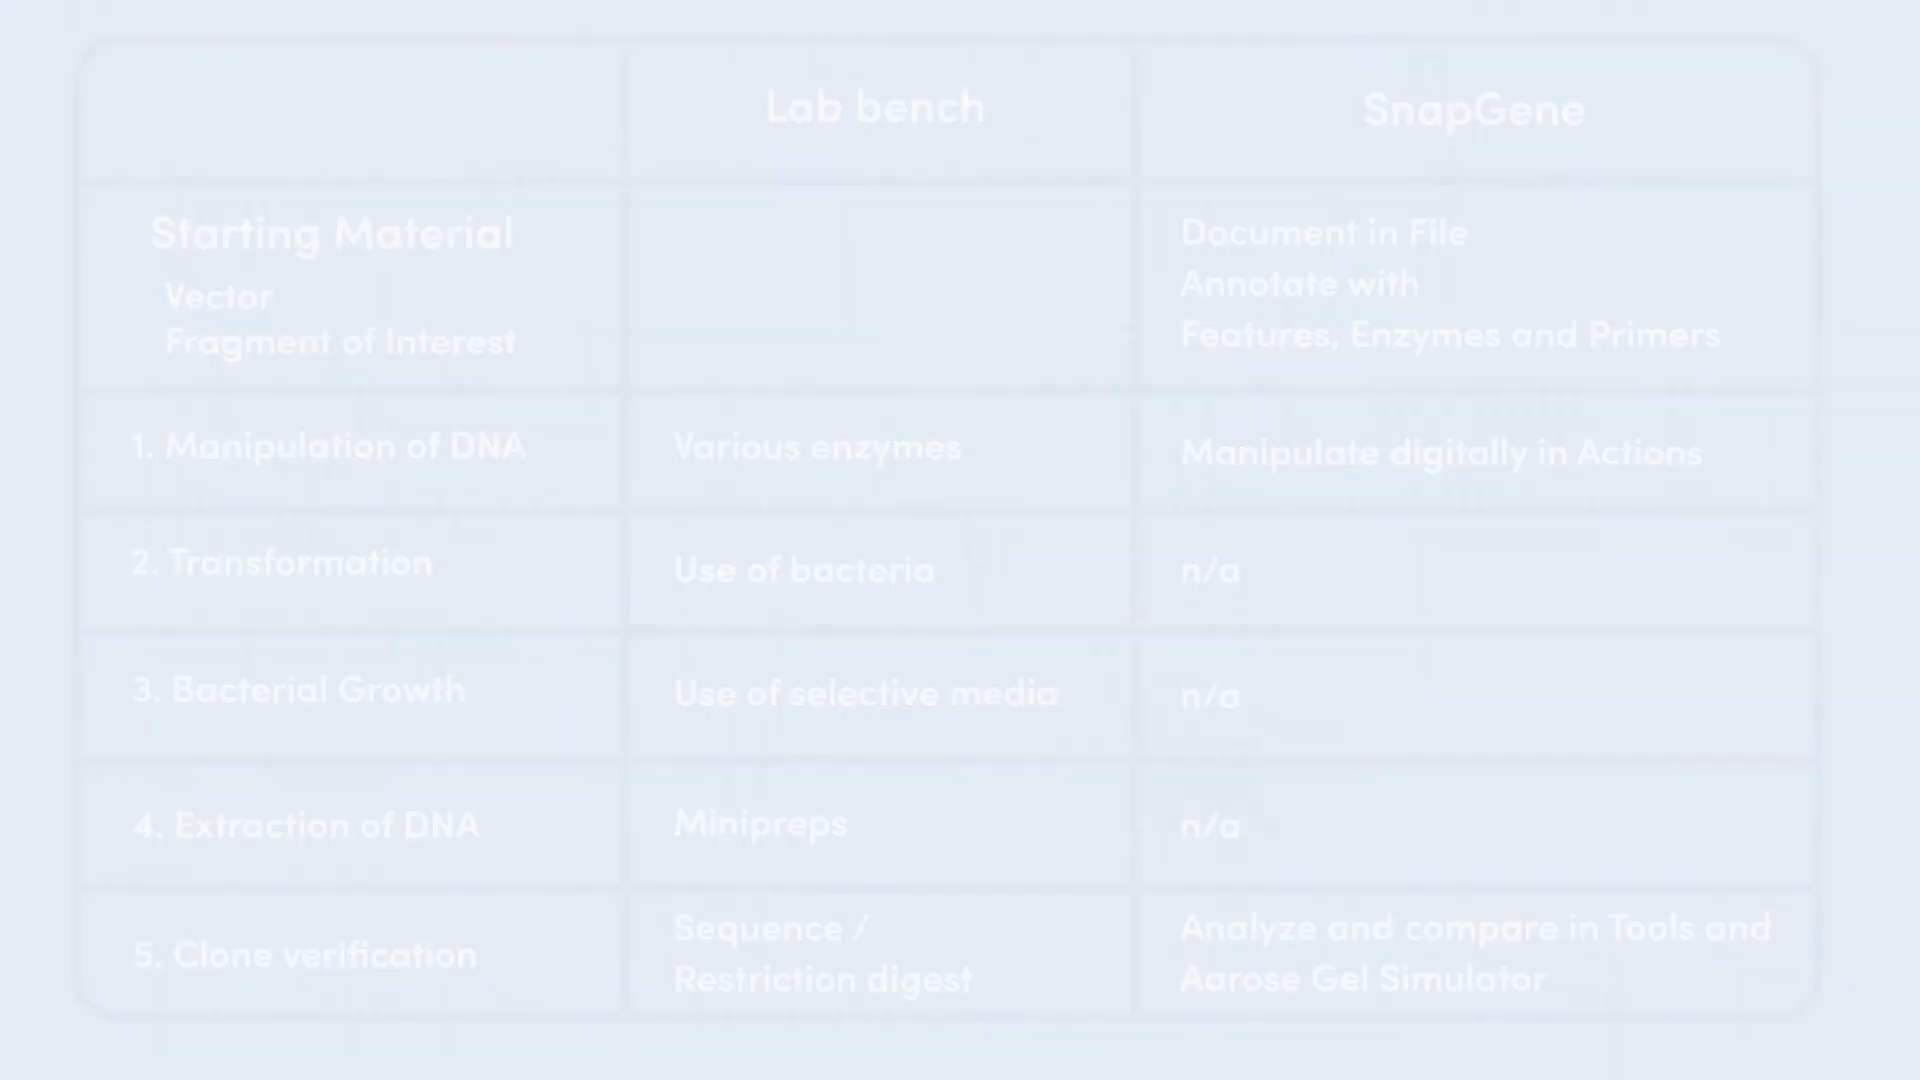 Lab bench
SnapGene
Starting Material
Vector
Fragment of Interest
Document in File
Annotate with
Features, Enzymes and Primers
1. Manipulation of DNA
Various enzymes
Manipulate digitally in Actions
2. Transformation
Use of bacteria
n/a
3. Bacterial Growth
Use of selective media
n/a
4. Extraction of DNA
Minipreps
n/a
5. Clone verification
Sequence /
Restriction digest
Analyze and compare in Tools and
Aarose Gel Simulator